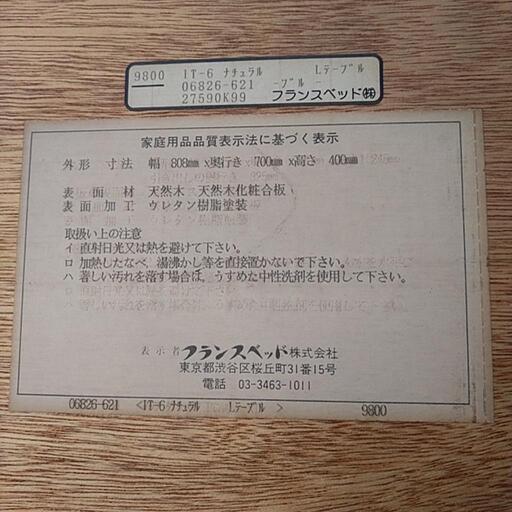 9800 IT-6 ナチュラル Lテーブル
06826-621 -ブル -
27590K99 フランスベッド㈱
家庭用品品質表示法に基づく表示
外形寸法 幅 808mm x奥行き 700mm x高さ 400mm
表面材 天然木 天然木化粧合板
表面加工 ウレタン樹脂塗装
取扱い上の注意
イ 直射日光又は熱を避けて下さい。
ロ 加熱したなべ、湯沸かし等を直接置かないで下さい。
ハ 著しい汚れを落す場合は、うすめた中性洗剤を使用して下さい。
表示者 フランスベッド株式会社
東京都渋谷区桜丘町31番15号
電話 03-3463-1011
06826-621 <IT-6 ナチュラル Lテーブル > 9800